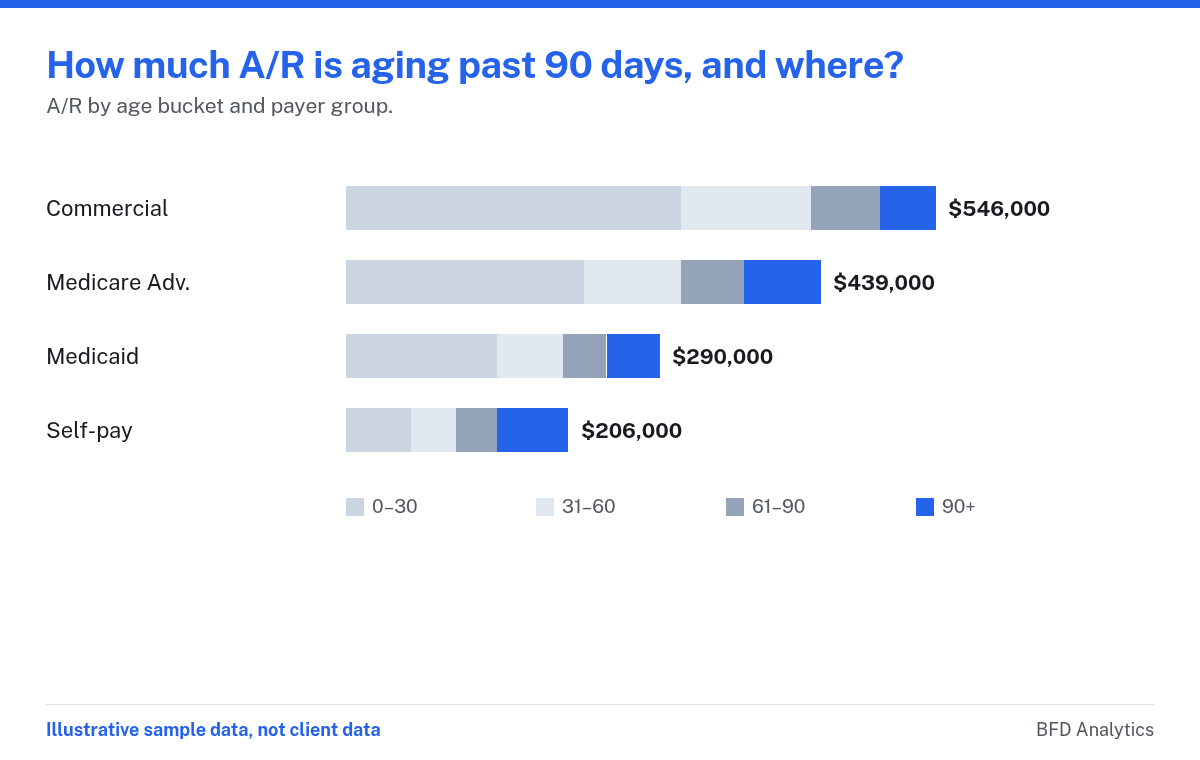 How much A/R is aging past 90 days, and where?
A/R by age bucket and payer group.
Commercial $546,000
Medicare Adv. $439,000
Medicaid $290,000
Self-pay $206,000
0–30 31–60 61–90 90+
Illustrative sample data, not client data BFD Analytics